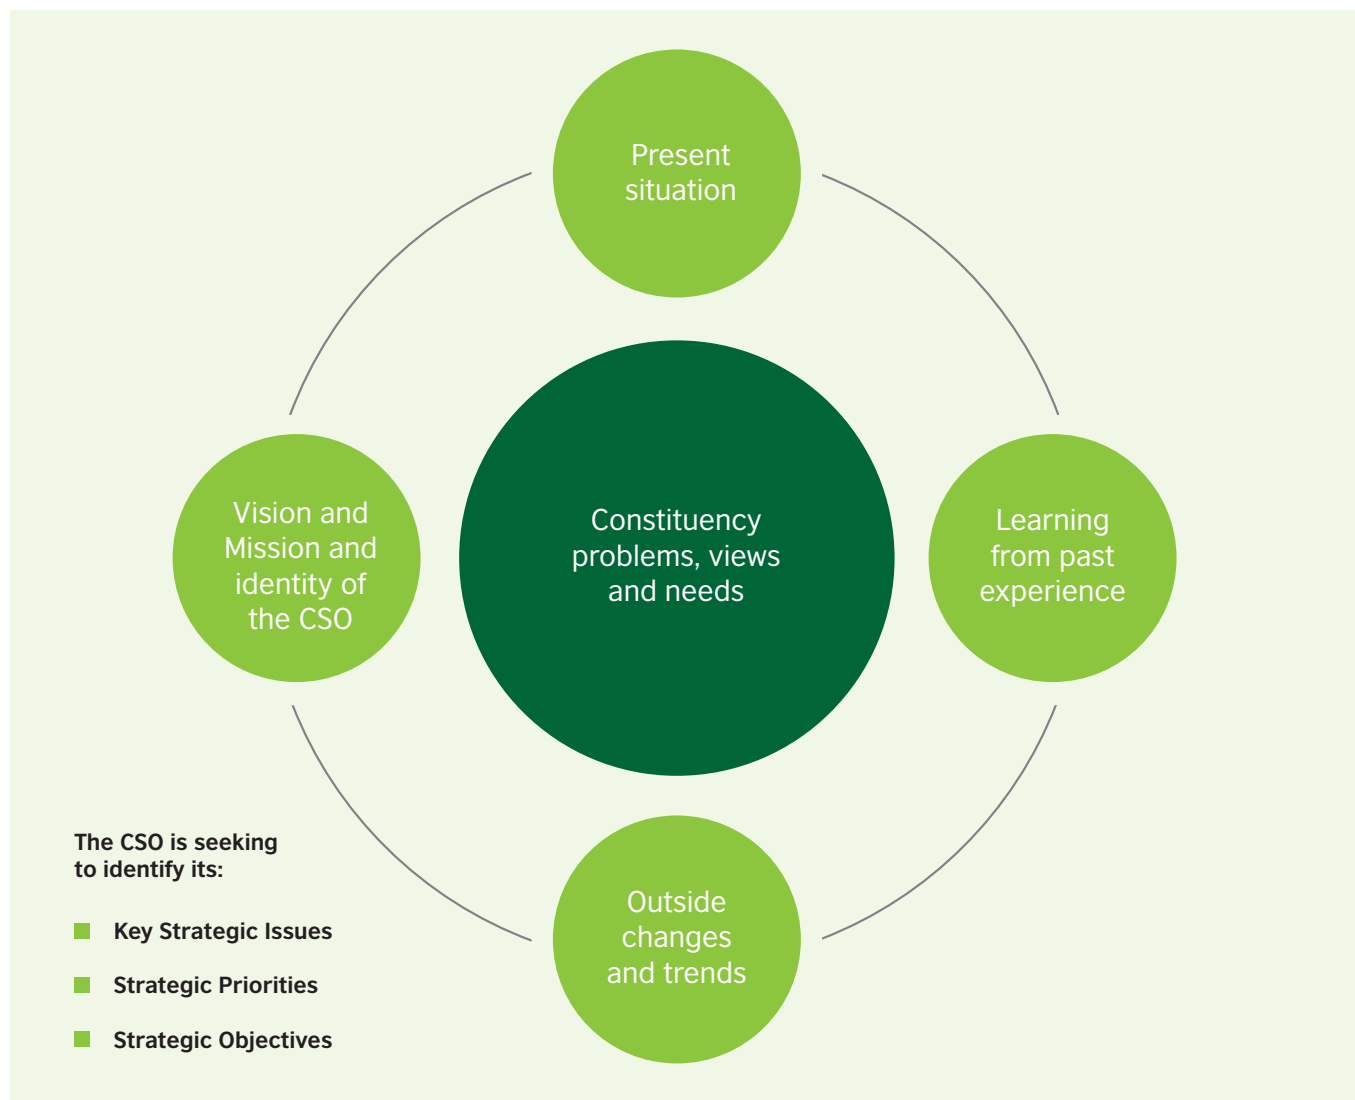 Present
situation
Vision and
Mission and
identity of
the CSO
Constituency
problems, views
and needs
Learning
from past
experience
Outside
changes
and trends
The CSO is seeking
to identify its:
Key Strategic Issues
Strategic Priorities
Strategic Objectives